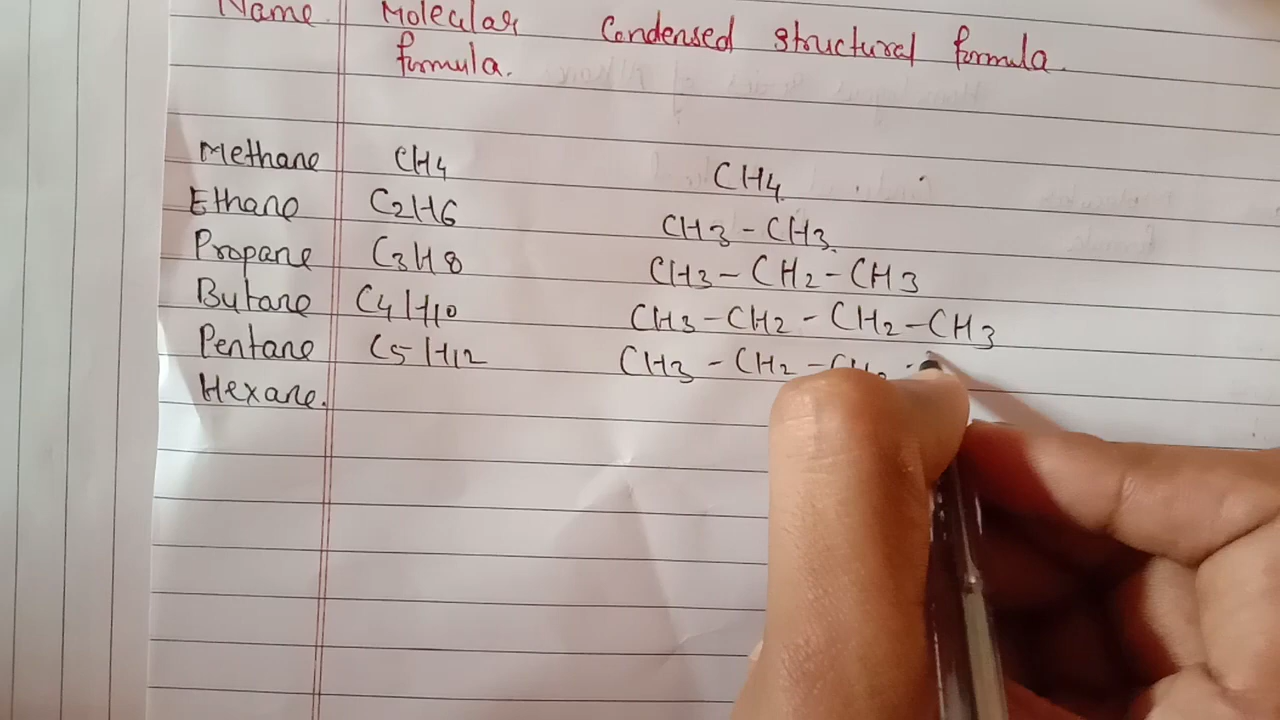 Name Molecular Condensed structural formula
formula.
Methane CH4 CH4
Ethane C2H6 CH3 - CH3
Propane C3H8 CH3 - CH2 - CH3
Butane C4H10 CH3 - CH2 - CH2 - CH3
Pentane C5H12 CH3 - CH2 - CH2 -
Hexane.